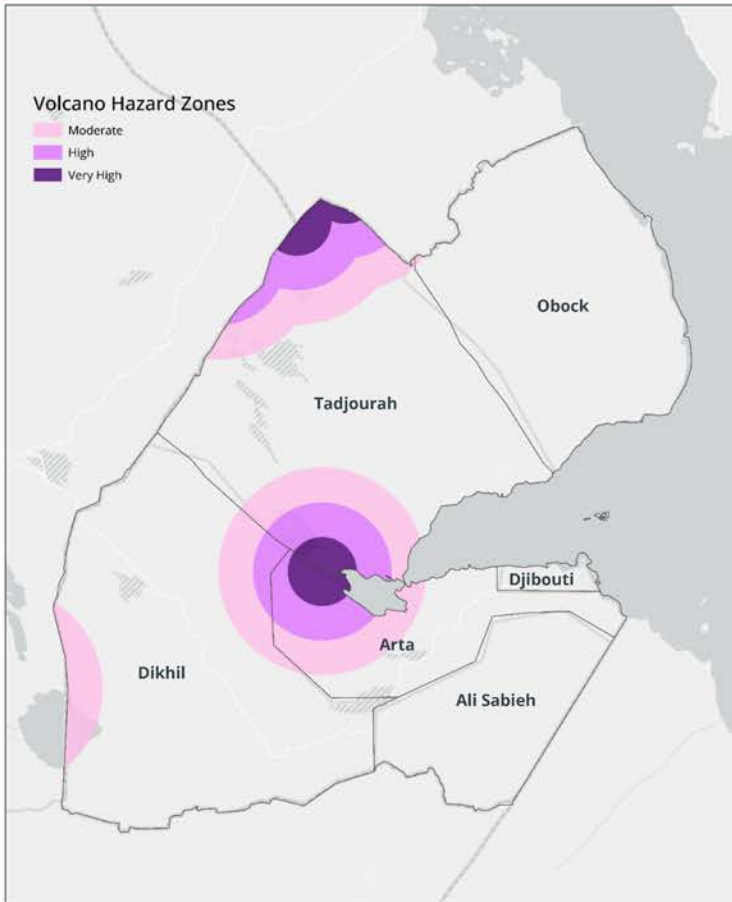 Volcano Hazard Zones
Moderate
High
Very High
Obock
Tadjourah
Djibouti
Arta
Dikhil
Ali Sabieh